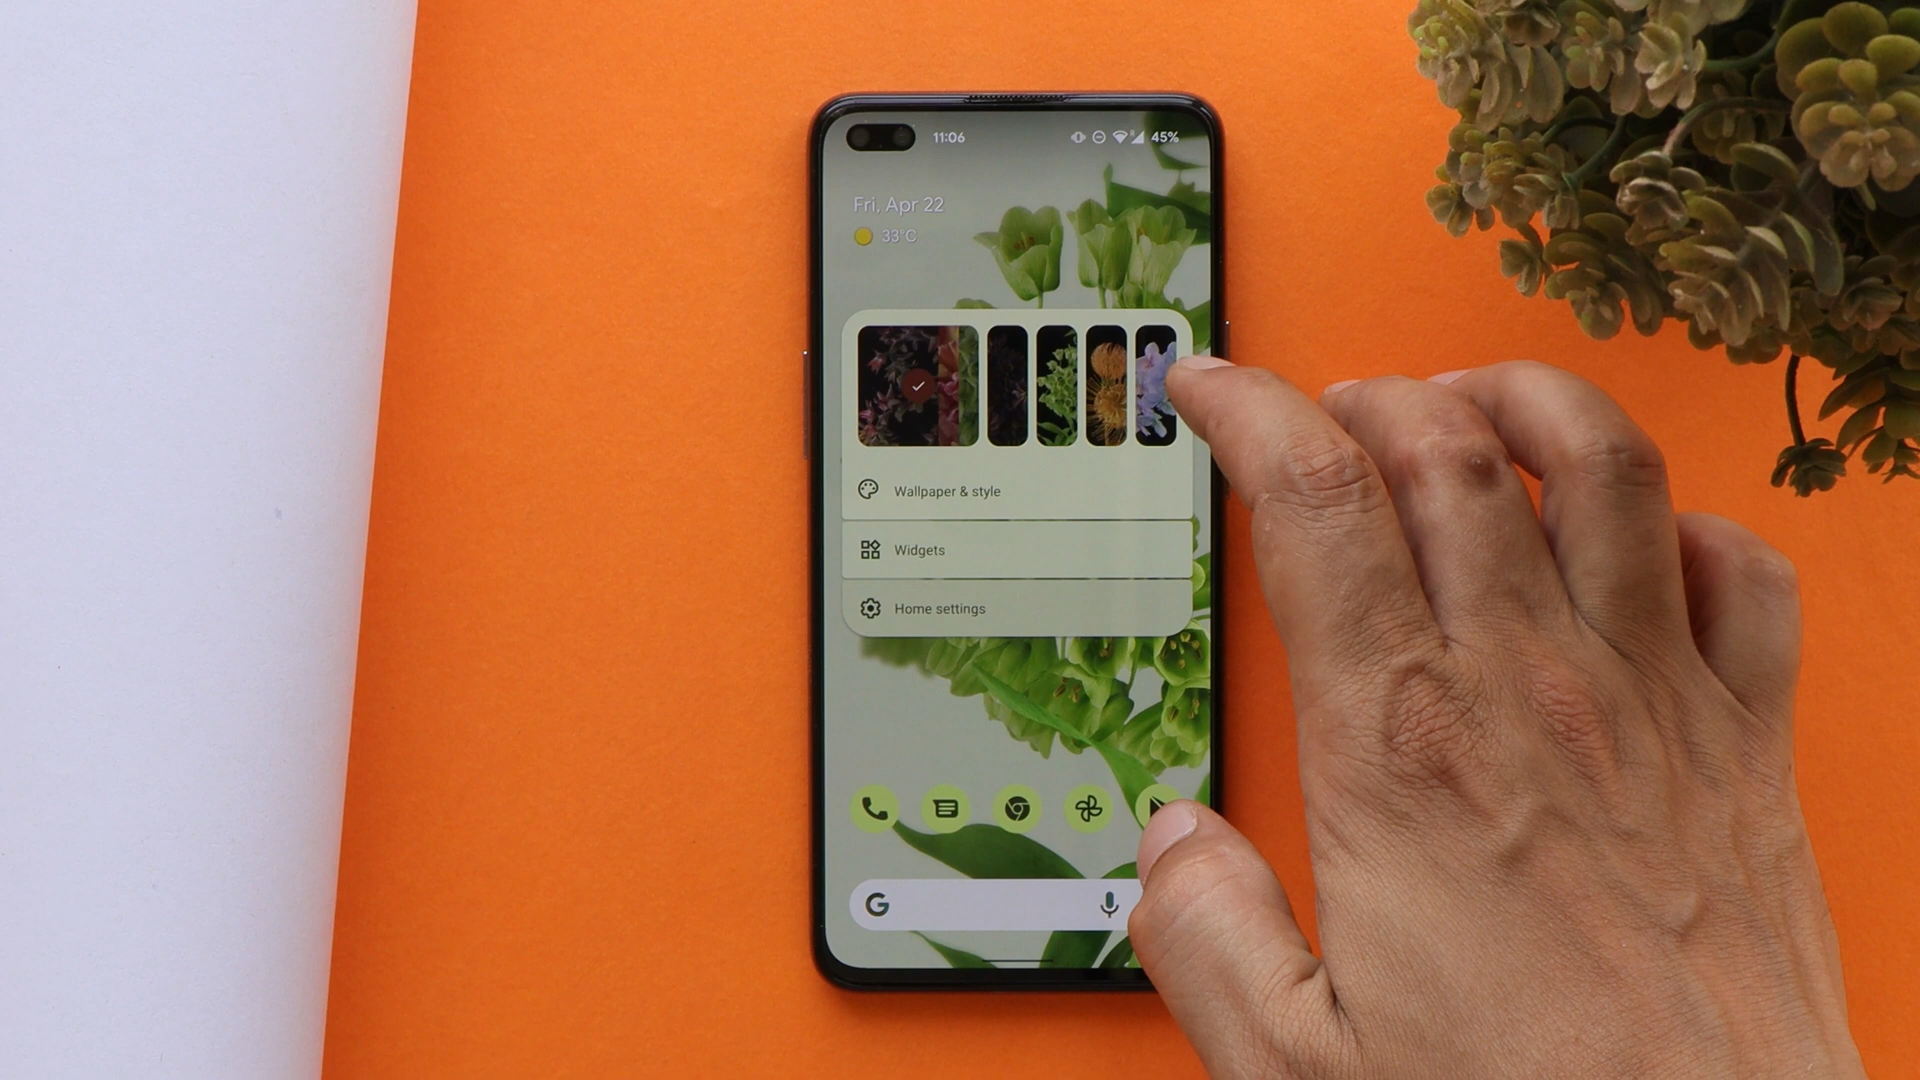 11:06 45%
Fri, Apr 22
33°C
Wallpaper & style
Widgets
Home settings
G